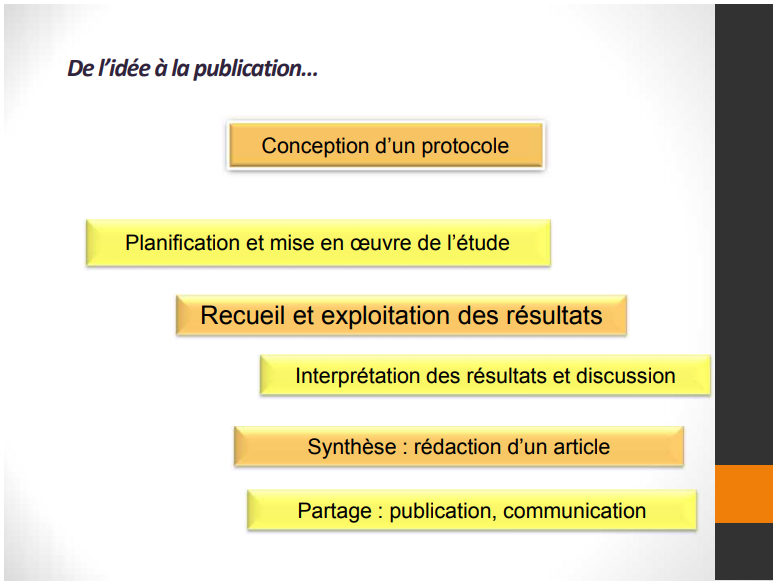 De l’idée à la publication...
Conception d’un protocole
Planification et mise en œuvre de l’étude
Recueil et exploitation des résultats
Interprétation des résultats et discussion
Synthèse : rédaction d’un article
Partage : publication, communication